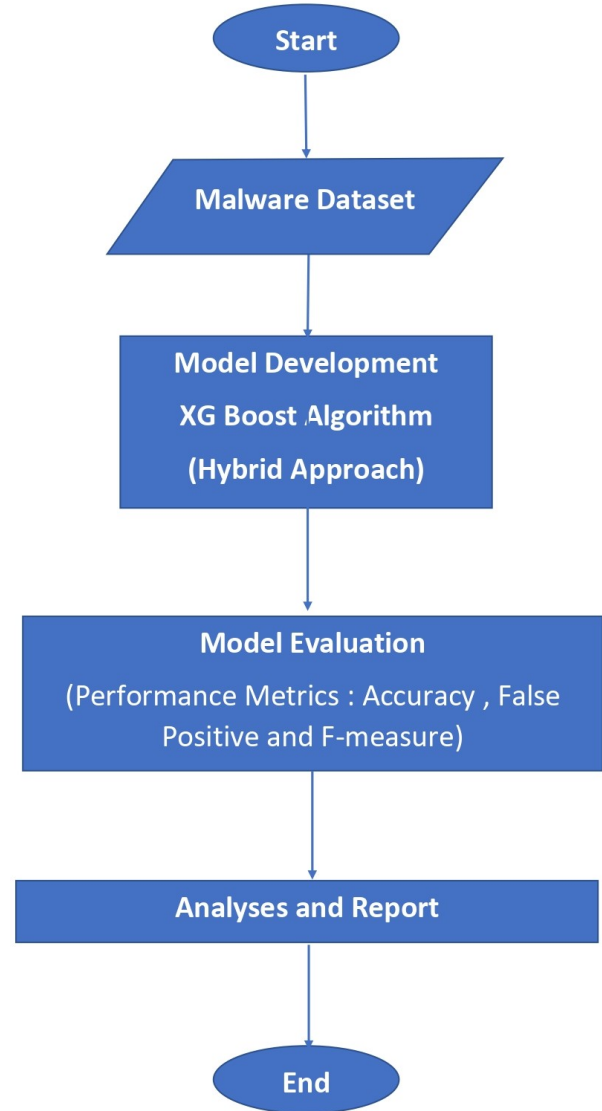 Start
Malware Dataset
Model Development
XG Boost Algorithm
(Hybrid Approach)
Model Evaluation
(Performance Metrics : Accuracy , False
Positive and F-measure)
Analyses and Report
End